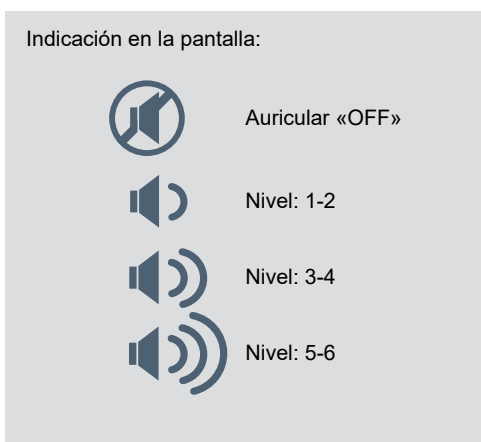 Indicación en la pantalla:
Auricular «OFF»
Nivel: 1-2
Nivel: 3-4
Nivel: 5-6